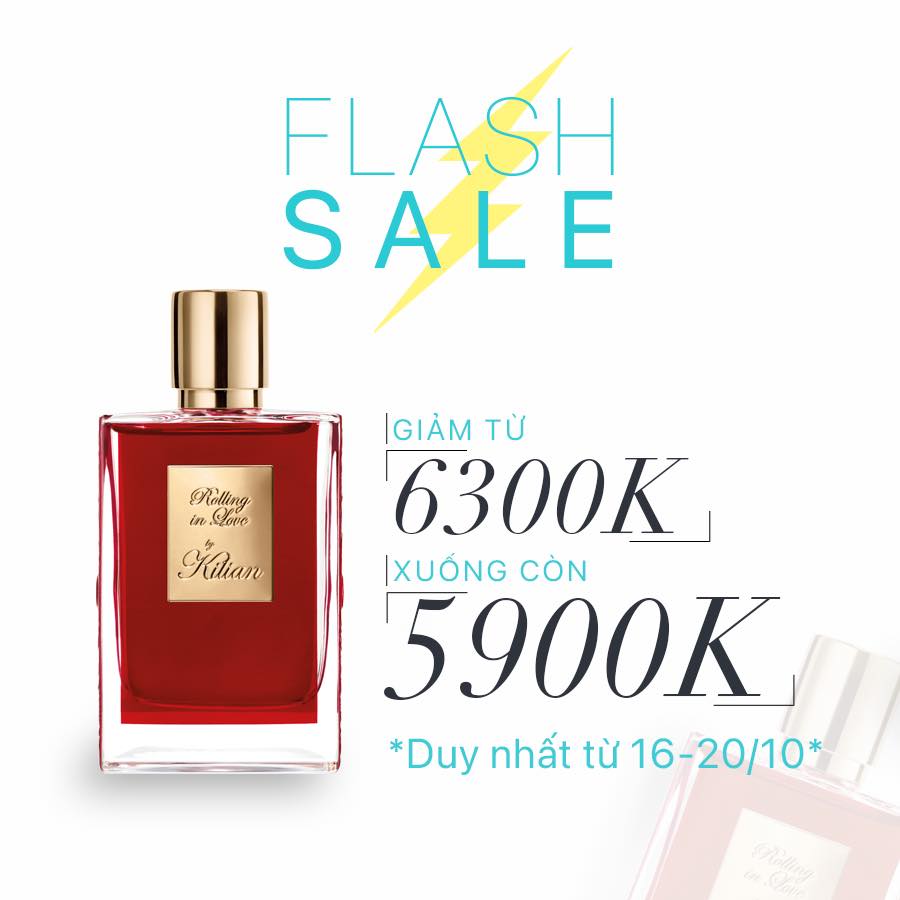 FLASH
SALE
Rolling
in Love
by
Kilian
GIẢM TỪ
6300K
XUỐNG CÒN
5900K
*Duy nhất từ 16-20/10*
Rolling
in Love